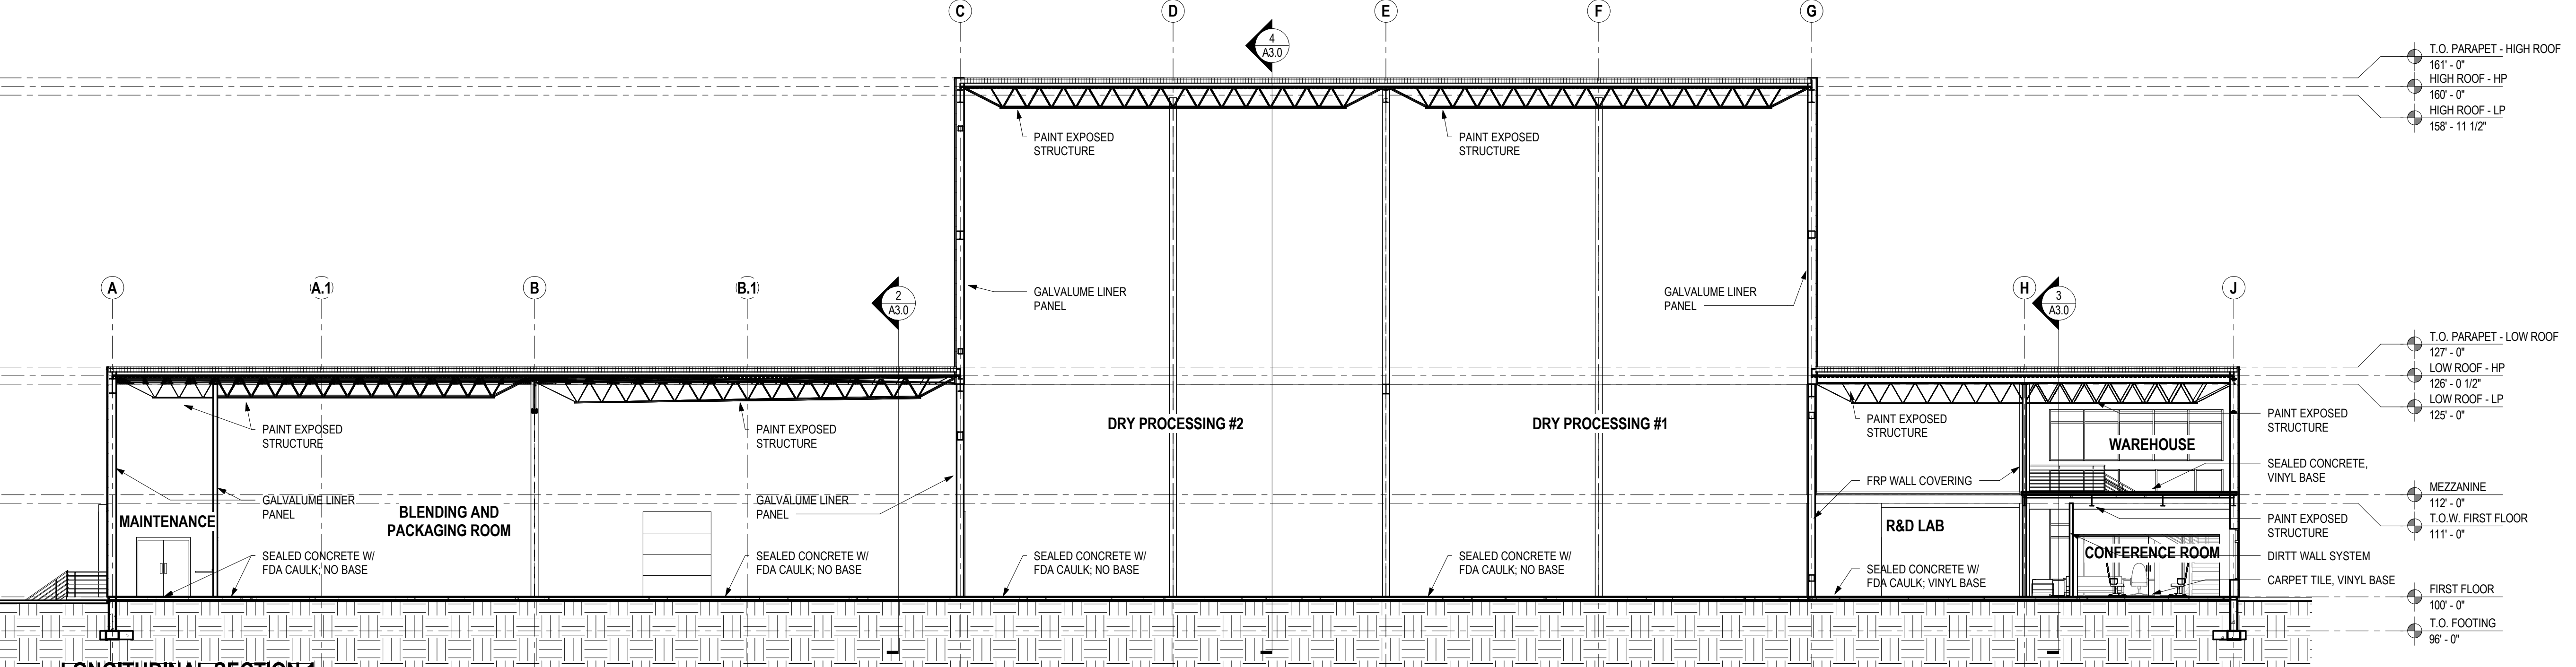 C
D
E
F
G
4
A3.0
T.O. PARAPET - HIGH ROOF
161' - 0"
HIGH ROOF - HP
160' - 0"
HIGH ROOF - LP
158' - 11 1/2"
PAINT EXPOSED
STRUCTURE
PAINT EXPOSED
STRUCTURE
A
A.1
B
B.1
2
A3.0
GALVALUME LINER
PANEL
GALVALUME LINER
PANEL
H
3
A3.0
J
T.O. PARAPET - LOW ROOF
127' - 0"
LOW ROOF - HP
126' - 0 1/2"
LOW ROOF - LP
125' - 0"
PAINT EXPOSED
STRUCTURE
PAINT EXPOSED
STRUCTURE
DRY PROCESSING #2
DRY PROCESSING #1
PAINT EXPOSED
STRUCTURE
WAREHOUSE
PAINT EXPOSED
STRUCTURE
SEALED CONCRETE,
VINYL BASE
FRP WALL COVERING
GALVALUME LINER
PANEL
GALVALUME LINER
PANEL
MEZZANINE
112' - 0"
T.O.W. FIRST FLOOR
111' - 0"
MAINTENANCE
BLENDING AND
PACKAGING ROOM
R&D LAB
PAINT EXPOSED
STRUCTURE
CONFERENCE ROOM
DIRTT WALL SYSTEM
SEALED CONCRETE W/
FDA CAULK; NO BASE
SEALED CONCRETE W/
FDA CAULK; NO BASE
SEALED CONCRETE W/
FDA CAULK; NO BASE
SEALED CONCRETE W/
FDA CAULK; NO BASE
SEALED CONCRETE W/
FDA CAULK; VINYL BASE
CARPET TILE, VINYL BASE
FIRST FLOOR
100' - 0"
T.O. FOOTING
96' - 0"
LONGITUDINAL SECTION 1